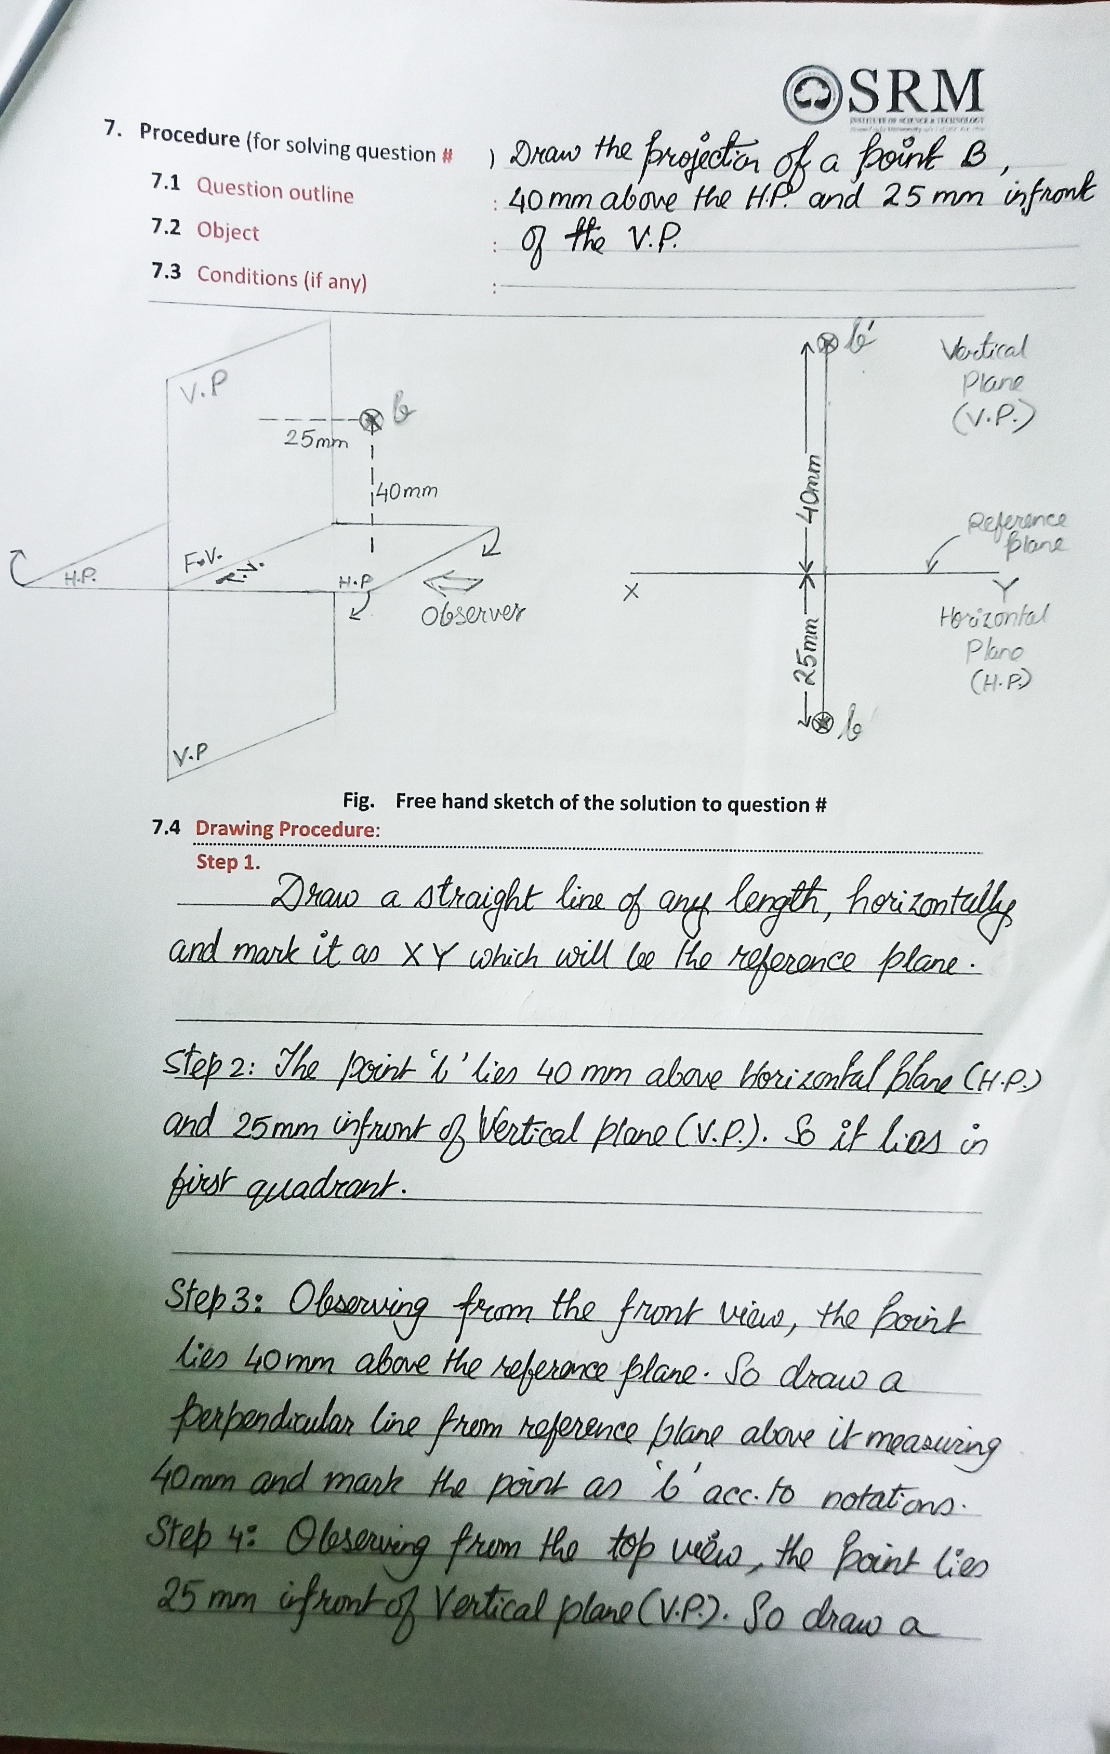 SRM
INSTITUTE OF SCIENCE & TECHNOLOGY
7. Procedure (for solving question # ) Draw the projection of a point B,
7.1 Question outline : 40mm above the H.P. and 25mm infront
7.2 Object : of the V.P.
7.3 Conditions (if any) :
V.P
b
25mm
40mm
F.V.
H.P.
H.P
Observer
V.P
b'
Vertical
Plane
(V.P.)
40mm
Reference
plane
X
Y
Horizontal
Plane
(H.P.)
25mm
b
Fig. Free hand sketch of the solution to question #
7.4 Drawing Procedure:
Step 1.
Draw a straight line of any length, horizontally,
and mark it as XY which will be the reference plane.
Step 2: The point 'b' lies 40 mm above Horizontal plane (H.P.)
and 25mm infront of Vertical plane (V.P.). So it lies in
first quadrant.
Step 3: Observing from the front view, the point
lies 40mm above the reference plane. So draw a
perpendicular line from reference plane above it measuring
40mm and mark the point as 'b' acc. to notations.
Step 4: Observing from the top view, the point lies
25 mm infront of Vertical plane (V.P.). So draw a